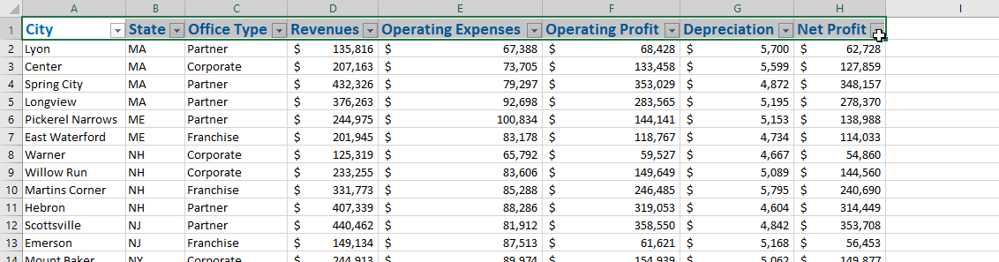 A B C D E F G H I
1 City State Office Type Revenues Operating Expenses Operating Profit Depreciation Net Profit
2 Lyon MA Partner $ 135,816 $ 67,388 $ 68,428 $ 5,700 $ 62,728
3 Center MA Corporate $ 207,163 $ 73,705 $ 133,458 $ 5,599 $ 127,859
4 Spring City MA Partner $ 432,326 $ 79,297 $ 353,029 $ 4,872 $ 348,157
5 Longview MA Partner $ 376,263 $ 92,698 $ 283,565 $ 5,195 $ 278,370
6 Pickerel Narrows ME Partner $ 244,975 $ 100,834 $ 144,141 $ 5,153 $ 138,988
7 East Waterford ME Franchise $ 201,945 $ 83,178 $ 118,767 $ 4,734 $ 114,033
8 Warner NH Corporate $ 125,319 $ 65,792 $ 59,527 $ 4,667 $ 54,860
9 Willow Run NH Corporate $ 233,255 $ 83,606 $ 149,649 $ 5,089 $ 144,560
10 Martins Corner NH Franchise $ 331,773 $ 85,288 $ 246,485 $ 5,795 $ 240,690
11 Hebron NH Partner $ 407,339 $ 88,286 $ 319,053 $ 4,604 $ 314,449
12 Scottsville NJ Partner $ 440,462 $ 81,912 $ 358,550 $ 4,842 $ 353,708
13 Emerson NJ Franchise $ 149,134 $ 87,513 $ 61,621 $ 5,168 $ 56,453
14 Mount Baker NY Corporate $ 244,913 $ 89,974 $ 154,939 $ 5,062 $ 149,877